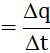 = Δq / Δt